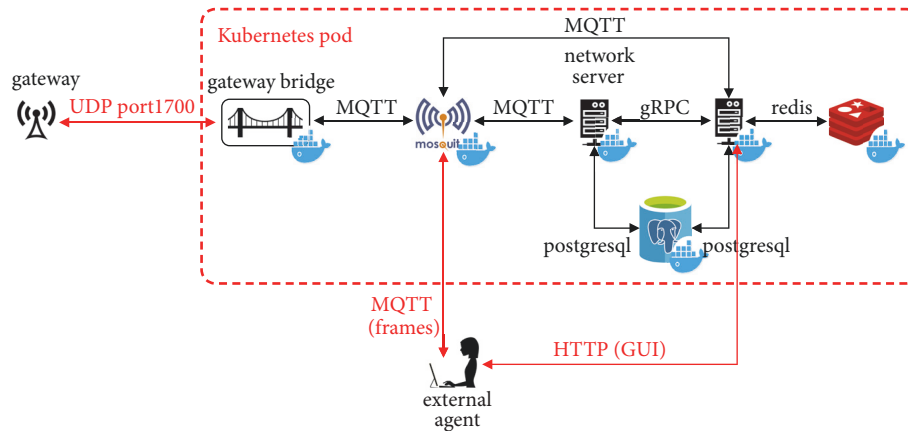 MQTT
Kubernetes pod
network
server
gateway
gateway bridge
UDP port1700
MQTT
MQTT
gRPC
redis
mosquit
postgresql
postgresql
MQTT
(frames)
HTTP (GUI)
external
agent